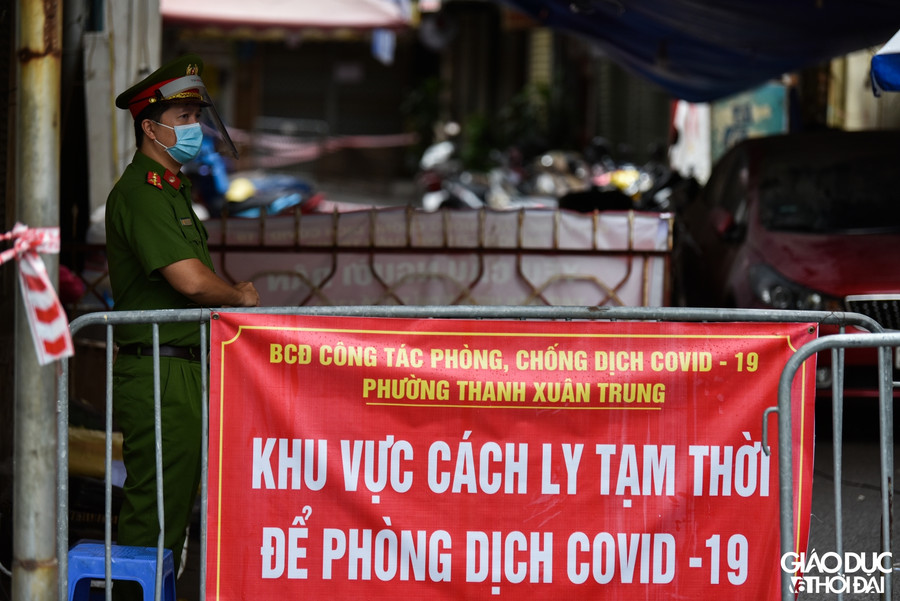 BCĐ CÔNG TÁC PHÒNG, CHỐNG DỊCH COVID - 19
PHƯỜNG THANH XUÂN TRUNG
KHU VỰC CÁCH LY TẠM THỜI
ĐỂ PHÒNG DỊCH COVID -19
GIÁO DỤC
VÀ THỜI ĐẠI